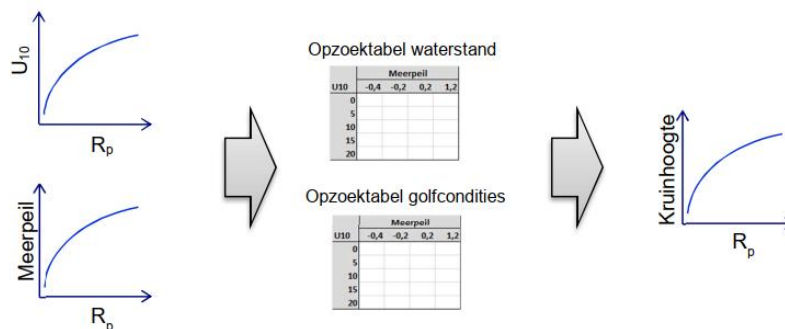 U10
Rp
Meerpeil
Rp
Opzoektabel waterstand
Meerpeil
U10 -0,4 -0,2 0,2 1,2
0
5
10
15
20
Opzoektabel golfcondities
Meerpeil
U10 -0,4 -0,2 0,2 1,2
0
5
10
15
20
Kruinhoogte
Rp